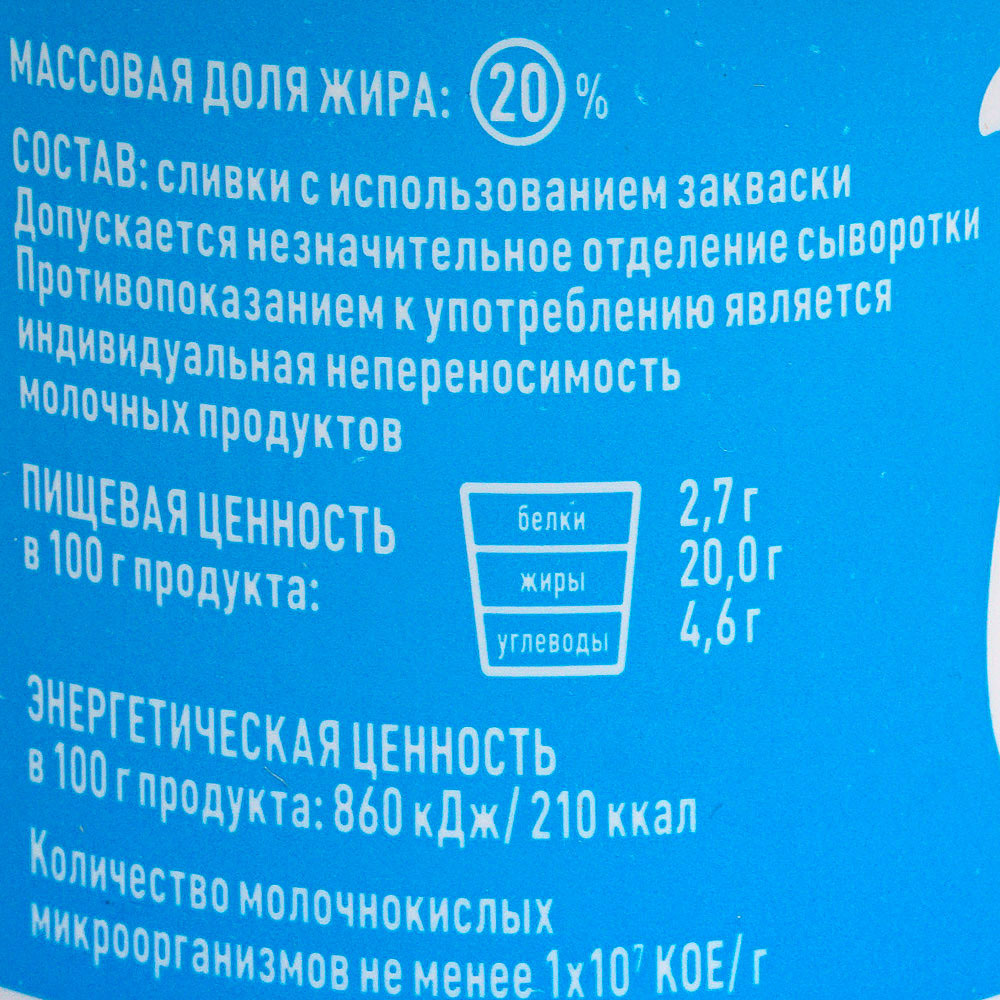 МАССОВАЯ ДОЛЯ ЖИРА: 20 %
СОСТАВ: сливки с использованием закваски
Допускается незначительное отделение сыворотки
Противопоказанием к употреблению является
индивидуальная непереносимость
молочных продуктов
ПИЩЕВАЯ ЦЕННОСТЬ
в 100 г продукта:
белки 2,7 г
жиры 20,0 г
углеводы 4,6 г
ЭНЕРГЕТИЧЕСКАЯ ЦЕННОСТЬ
в 100 г продукта: 860 кДж/ 210 ккал
Количество молочнокислых
микроорганизмов не менее 1х10⁷ КОЕ/ г